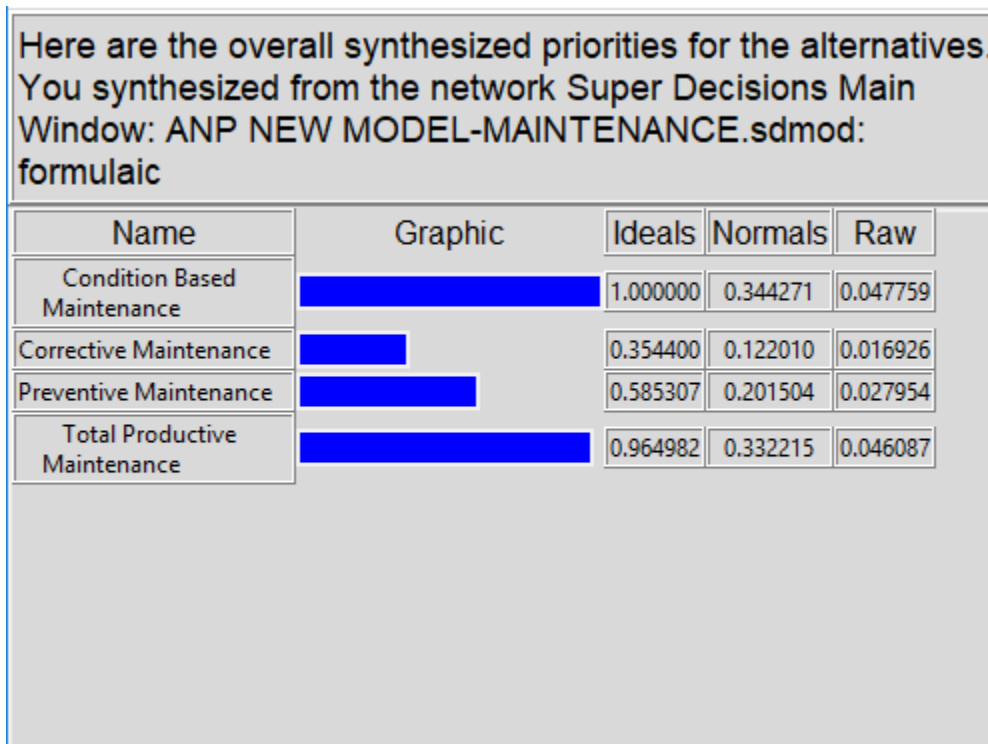 Here are the overall synthesized priorities for the alternatives.
You synthesized from the network Super Decisions Main
Window: ANP NEW MODEL-MAINTENANCE.sdmod:
formulaic
Name Graphic Ideals Normals Raw
Condition Based
Maintenance
1.000000 0.344271 0.047759
Corrective Maintenance 0.354400 0.122010 0.016926
Preventive Maintenance 0.585307 0.201504 0.027954
Total Productive
Maintenance
0.964982 0.332215 0.046087